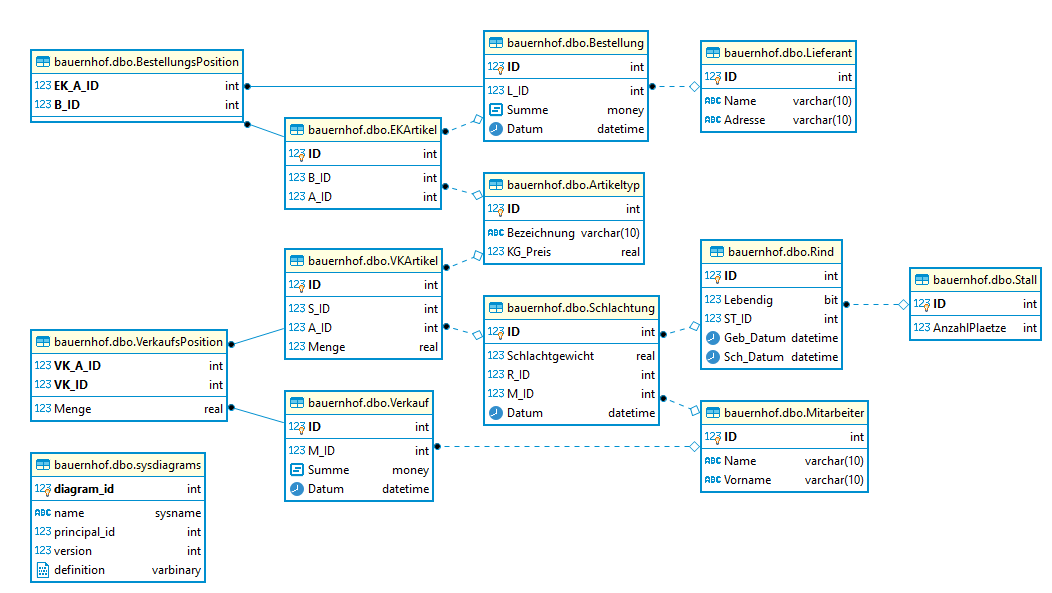 bauernhof.dbo.BestellungsPosition
123 EK_A_ID int
123 B_ID int
bauernhof.dbo.EKArtikel
123 ID int
123 B_ID int
123 A_ID int
bauernhof.dbo.Bestellung
123 ID int
123 L_ID int
Summe money
Datum datetime
bauernhof.dbo.Lieferant
123 ID int
ABC Name varchar(10)
ABC Adresse varchar(10)
bauernhof.dbo.Artikeltyp
123 ID int
ABC Bezeichnung varchar(10)
123 KG_Preis real
bauernhof.dbo.VKArtikel
123 ID int
123 S_ID int
123 A_ID int
123 Menge real
bauernhof.dbo.Schlachtung
123 ID int
123 Schlachtgewicht real
123 R_ID int
123 M_ID int
Datum datetime
bauernhof.dbo.Rind
123 ID int
123 Lebendig bit
123 ST_ID int
Geb_Datum datetime
Sch_Datum datetime
bauernhof.dbo.Stall
123 ID int
123 AnzahlPlaetze int
bauernhof.dbo.VerkaufsPosition
123 VK_A_ID int
123 VK_ID int
123 Menge real
bauernhof.dbo.Verkauf
123 ID int
123 M_ID int
Summe money
Datum datetime
bauernhof.dbo.Mitarbeiter
123 ID int
ABC Name varchar(10)
ABC Vorname varchar(10)
bauernhof.dbo.sysdiagrams
123 diagram_id int
ABC name sysname
123 principal_id int
123 version int
definition varbinary